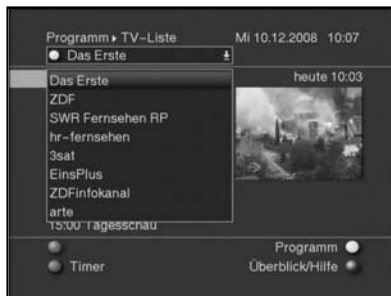 Programm ▸ TV-Liste
Mi 10.12.2008 10:07
Das Erste
heute 10:03
Das Erste
ZDF
SWR Fernsehen RP
hr-fernsehen
3sat
EinsPlus
ZDFinfokanal
arte
15:00 Tagesschau
Programm
Timer
Überblick/Hilfe